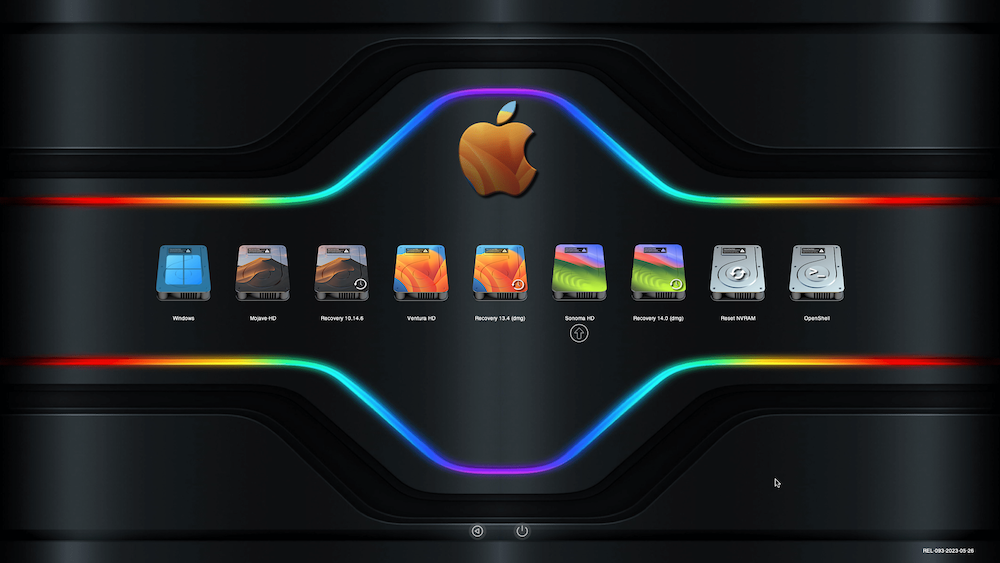 Windows
Mojave HD
Recovery 10.14.6
Ventura HD
Recovery 13.4 (dmg)
Sonoma HD
Recovery 14.0 (dmg)
Reset NVRAM
OpenShell
REL-093-2023-05-26